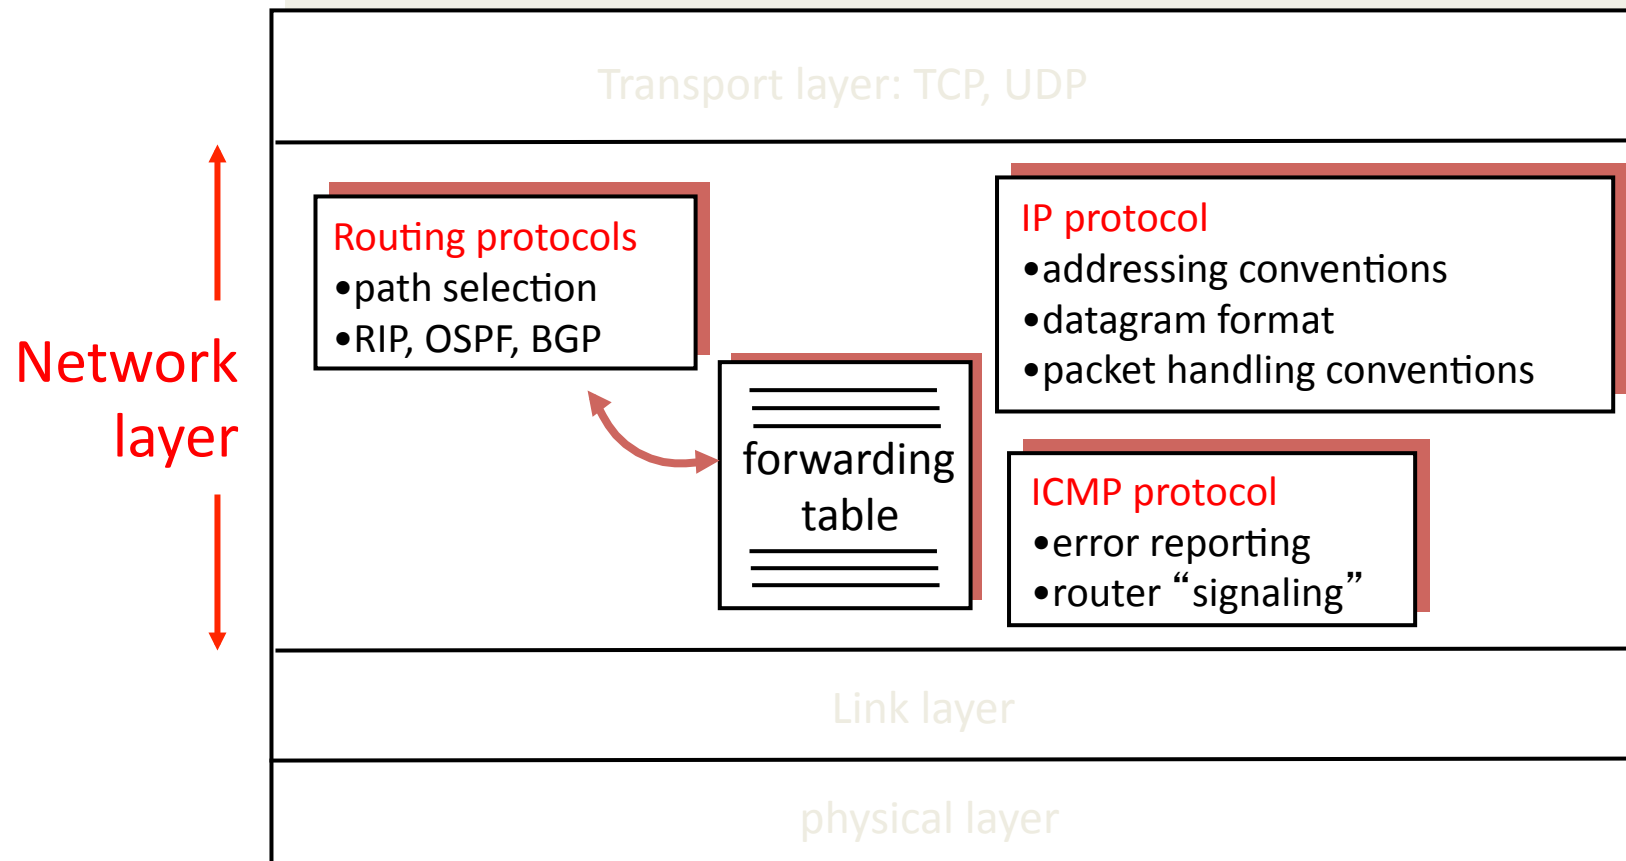 Transport layer: TCP, UDP
Network
layer
Routing protocols
•path selection
•RIP, OSPF, BGP
forwarding
table
IP protocol
•addressing conventions
•datagram format
•packet handling conventions
ICMP protocol
•error reporting
•router “signaling”
Link layer
physical layer